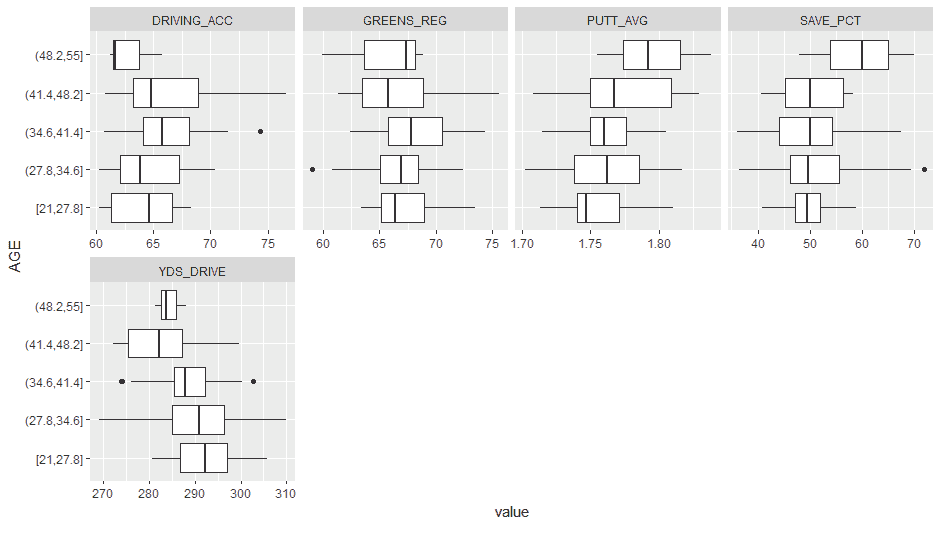 DRIVING_ACC GREENS_REG PUTT_AVG SAVE_PCT
(48.2,55]
(41.4,48.2]
(34.6,41.4]
(27.8,34.6]
[21,27.8]
60 65 70 75 60 65 70 75 1.70 1.75 1.80 40 50 60 70
AGE
YDS_DRIVE
(48.2,55]
(41.4,48.2]
(34.6,41.4]
(27.8,34.6]
[21,27.8]
270 280 290 300 310
value